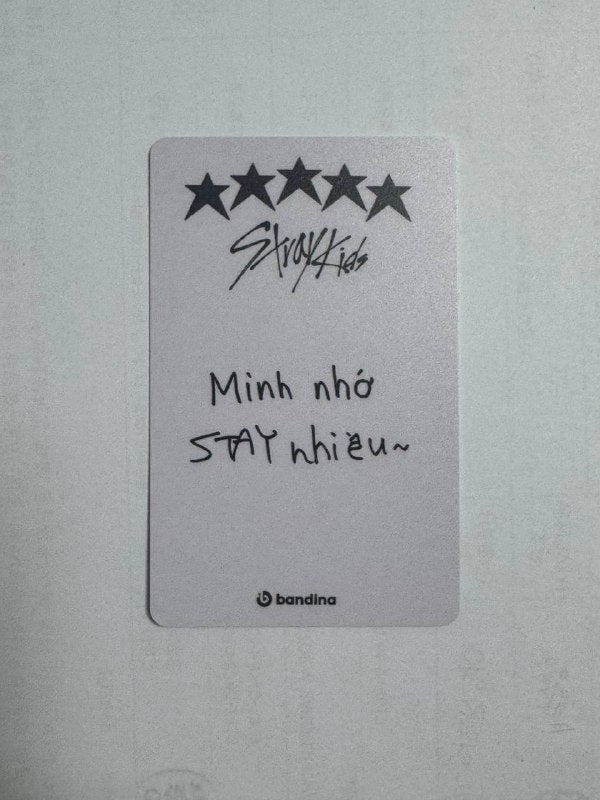 Stray Kids
Minh nhớ
STAY nhiều~
bandina